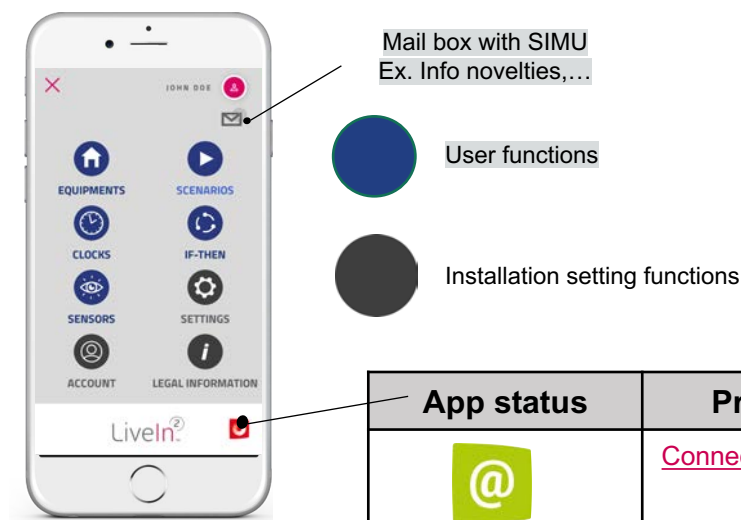 Mail box with SIMU
Ex. Info novelties,…
JOHN DOE
EQUIPMENTS
SCENARIOS
User functions
CLOCKS
IF-THEN
SENSORS
SETTINGS
Installation setting functions
ACCOUNT
LEGAL INFORMATION
LiveIn²
App status
@